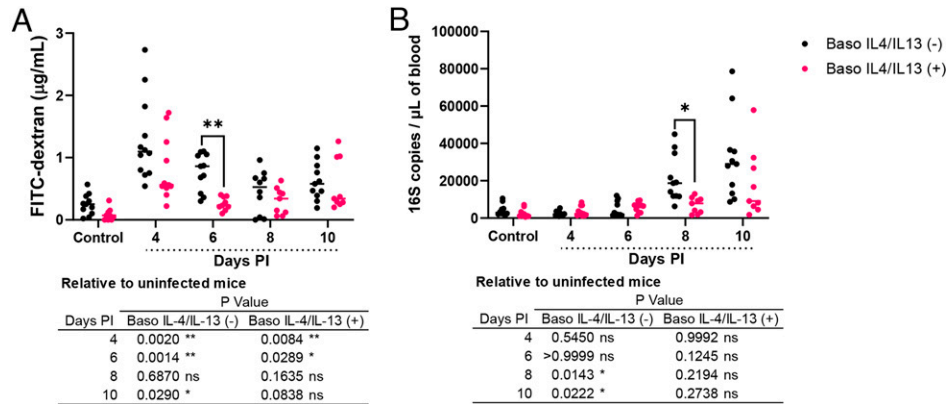 A
FITC-dextran (µg/mL)
3
2
1
0
**
Control
4
6
8
10
Days PI
Relative to uninfected mice
P Value
Days PI Baso IL-4/IL-13 (-) Baso IL-4/IL-13 (+)
4 0.0020 ** 0.0084 **
6 0.0014 ** 0.0289 *
8 0.6870 ns 0.1635 ns
10 0.0290 * 0.0838 ns
B
16S copies / µL of blood
100000
80000
60000
40000
20000
0
*
Control
4
6
8
10
Days PI
Baso IL4/IL13 (-)
Baso IL4/IL13 (+)
Relative to uninfected mice
P Value
Days PI Baso IL-4/IL-13 (-) Baso IL-4/IL-13 (+)
4 0.5450 ns 0.9992 ns
6 >0.9999 ns 0.1245 ns
8 0.0143 * 0.2194 ns
10 0.0222 * 0.2738 ns